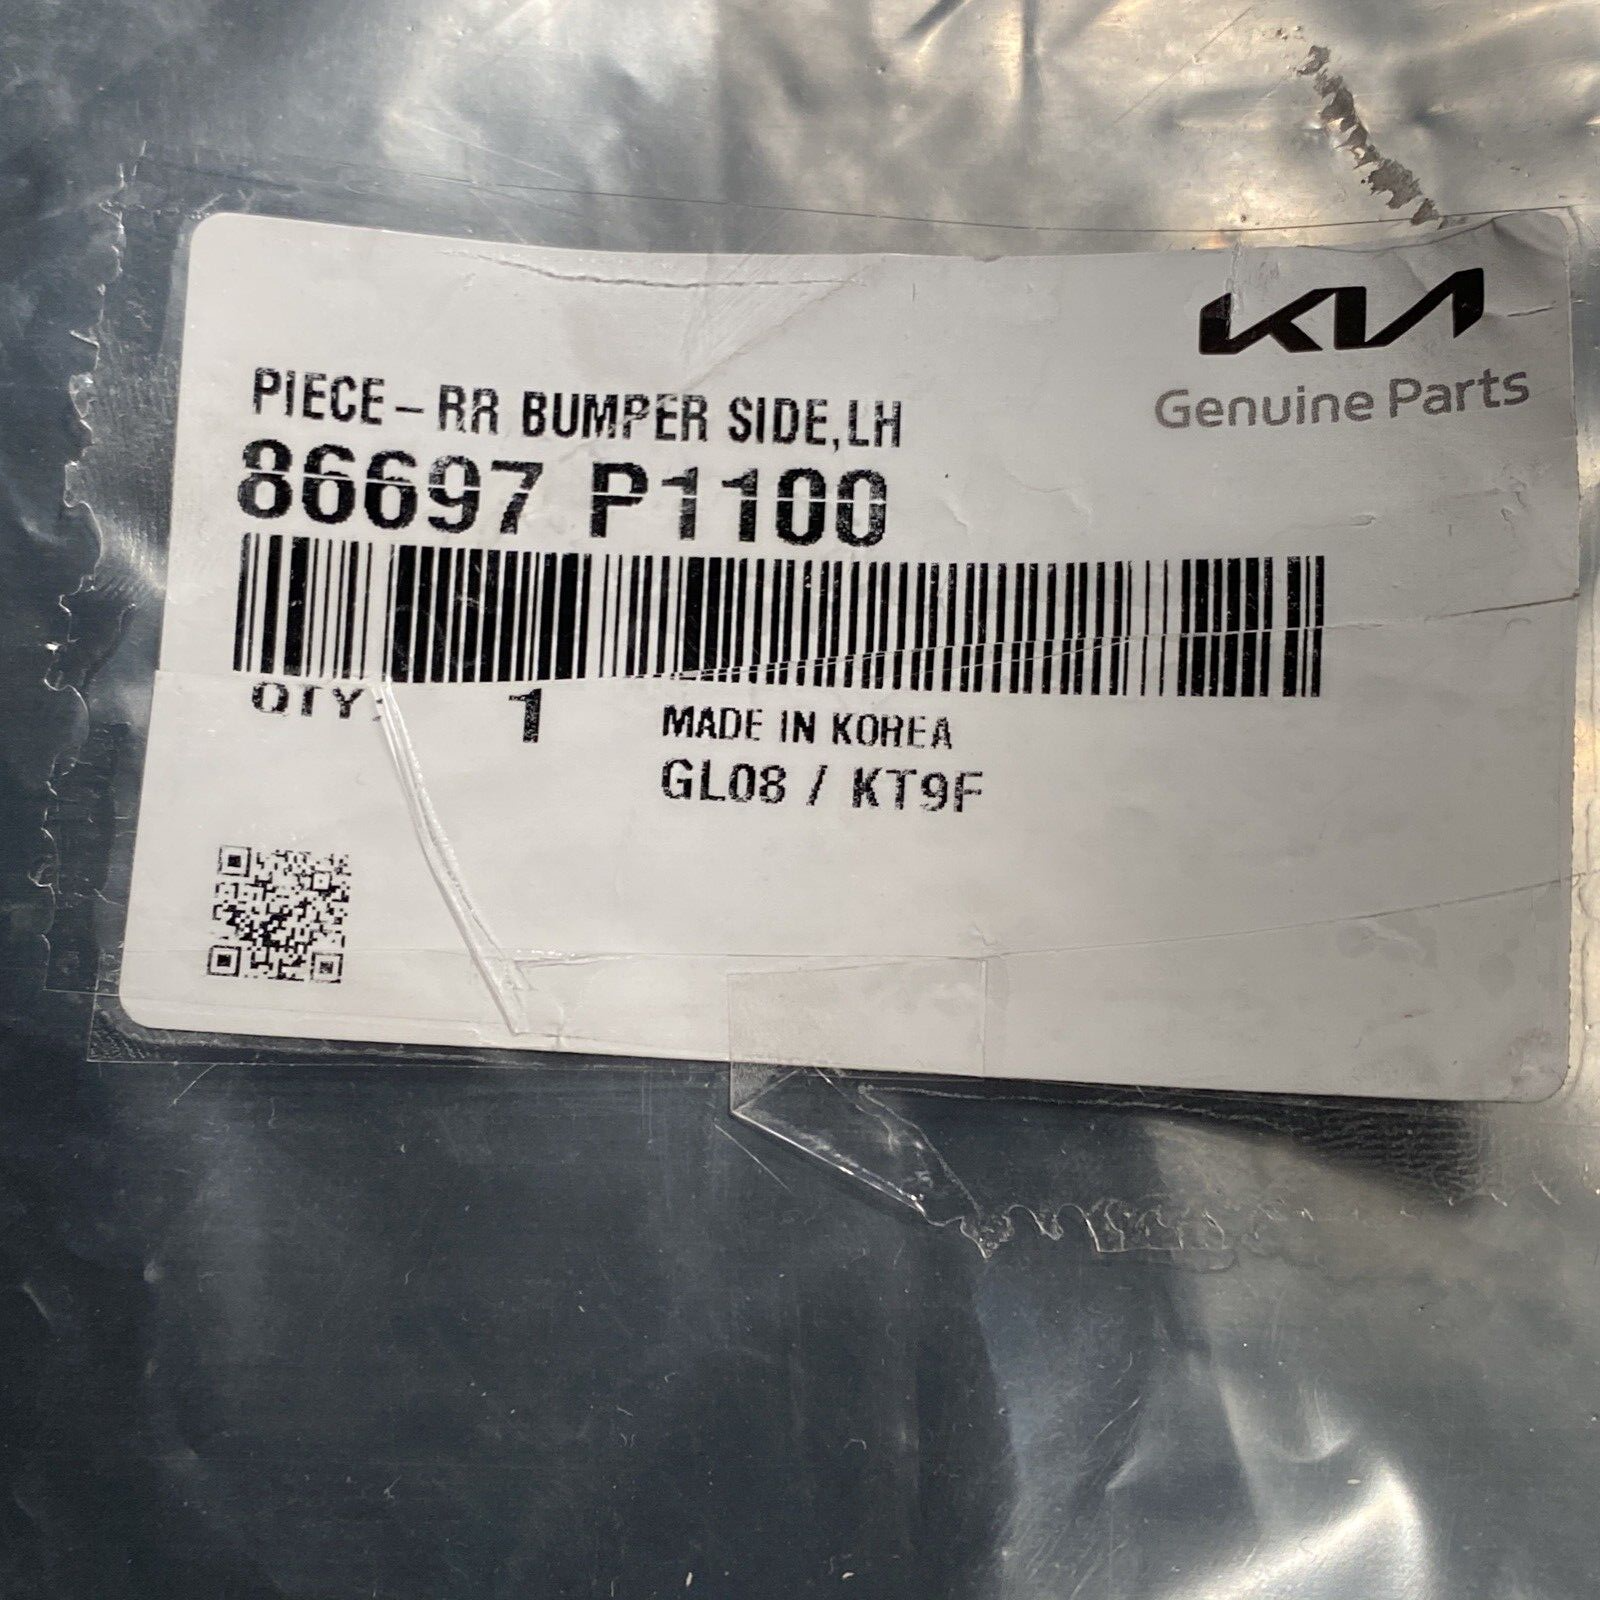 KIA
Genuine Parts
PIECE-RR BUMPER SIDE,LH
86697 P1100
QTY: 1 MADE IN KOREA
GL08 / KT9F